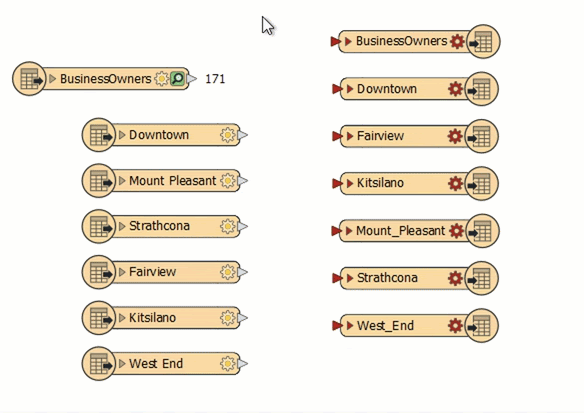 BusinessOwners 171
Downtown
Mount Pleasant
Strathcona
Fairview
Kitsilano
West End
BusinessOwners
Downtown
Fairview
Kitsilano
Mount_Pleasant
Strathcona
West_End